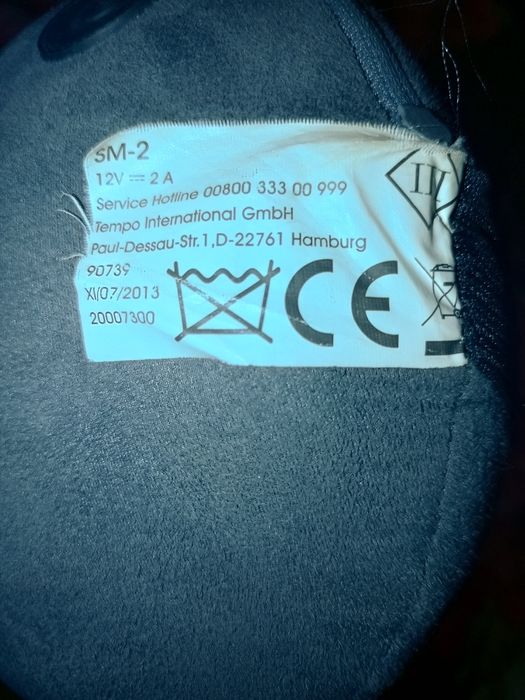 SM-2
12V ⎓ 2 A
Service Hotline 00800 333 00 999
Tempo International GmbH
Paul-Dessau-Str.1,D-22761 Hamburg
90739
XI/07/2013
20007300
CE
III